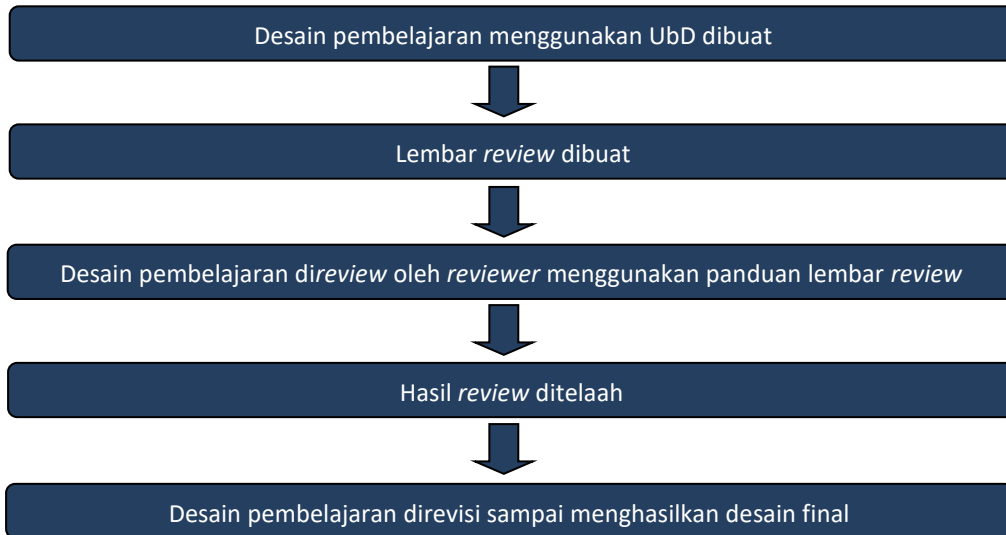 Desain pembelajaran menggunakan UbD dibuat
Lembar review dibuat
Desain pembelajaran direview oleh reviewer menggunakan panduan lembar review
Hasil review ditelaah
Desain pembelajaran direvisi sampai menghasilkan desain final